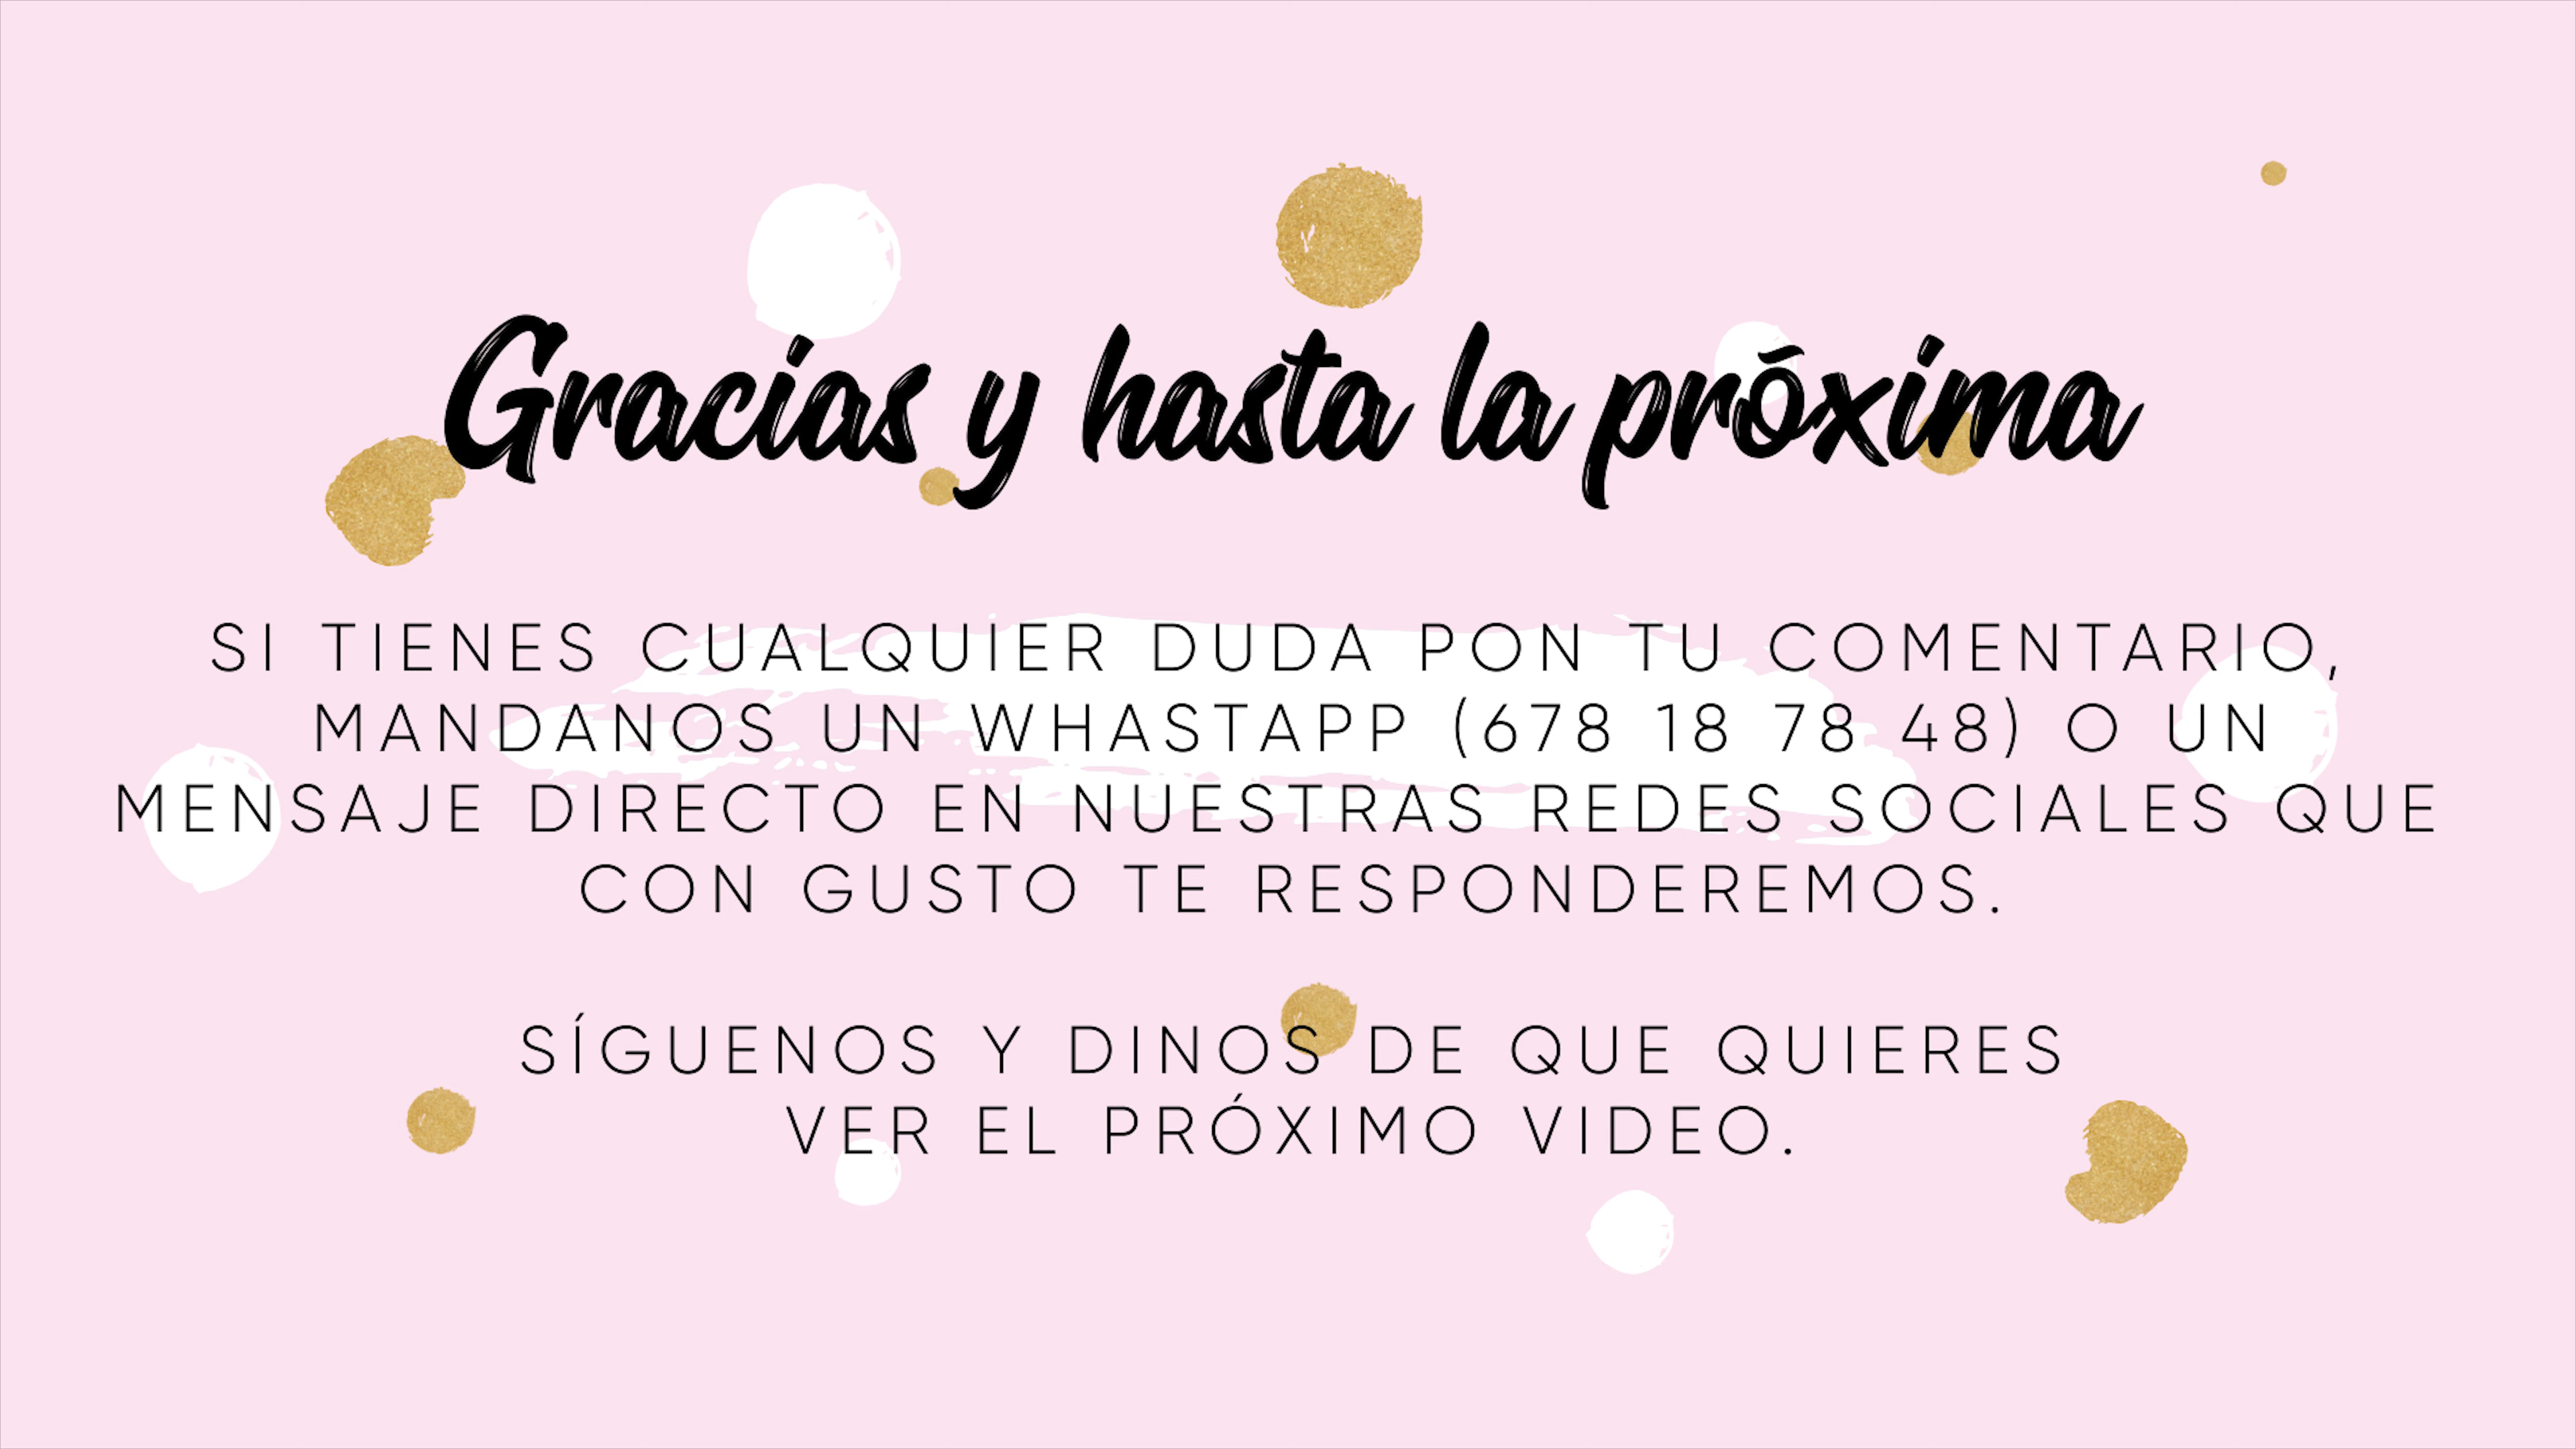 Gracias y hasta la próxima
SI TIENES CUALQUIER DUDA PON TU COMENTARIO,
MANDANOS UN WHASTAPP (678 18 78 48) O UN
MENSAJE DIRECTO EN NUESTRAS REDES SOCIALES QUE
CON GUSTO TE RESPONDEREMOS.
SÍGUENOS Y DINOS DE QUE QUIERES
VER EL PRÓXIMO VIDEO.